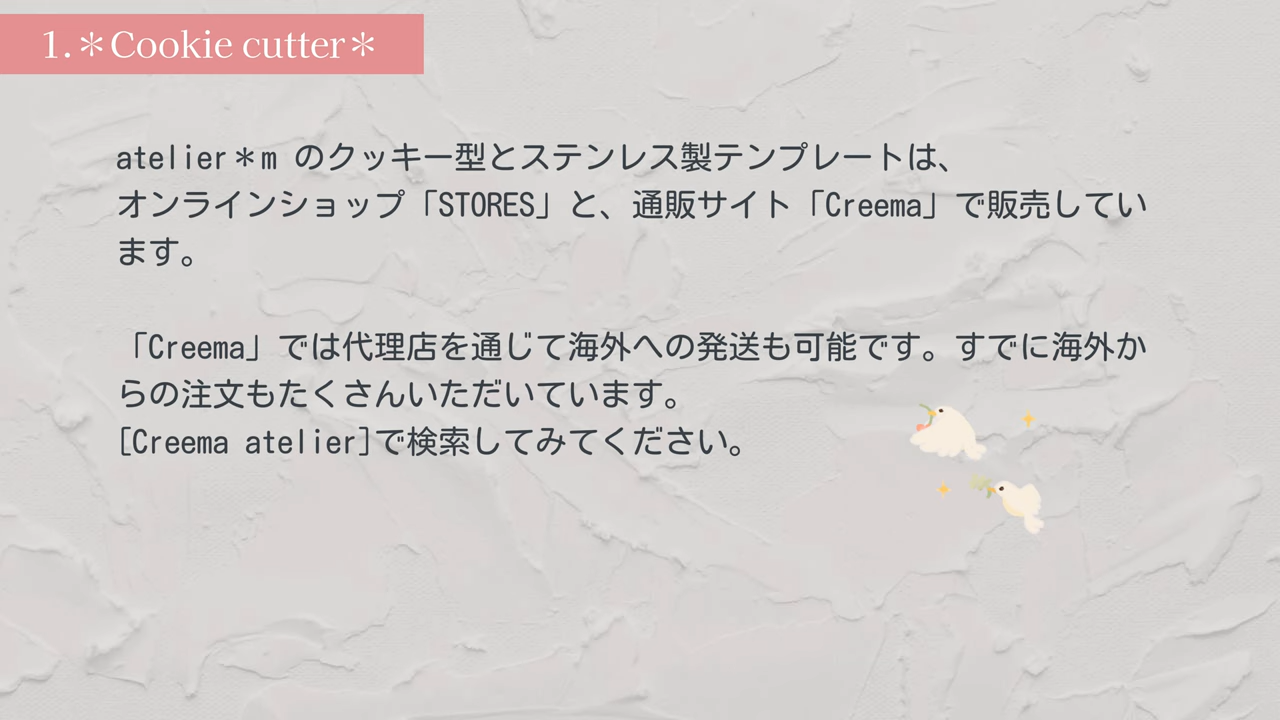 1.＊Cookie cutter＊
atelier＊m のクッキー型とステンレス製テンプレートは、
オンラインショップ「STORES」と、通販サイト「Creema」で販売してい
ます。
「Creema」では代理店を通じて海外への発送も可能です。すでに海外か
らの注文もたくさんいただいています。
[Creema atelier]で検索してみてください。